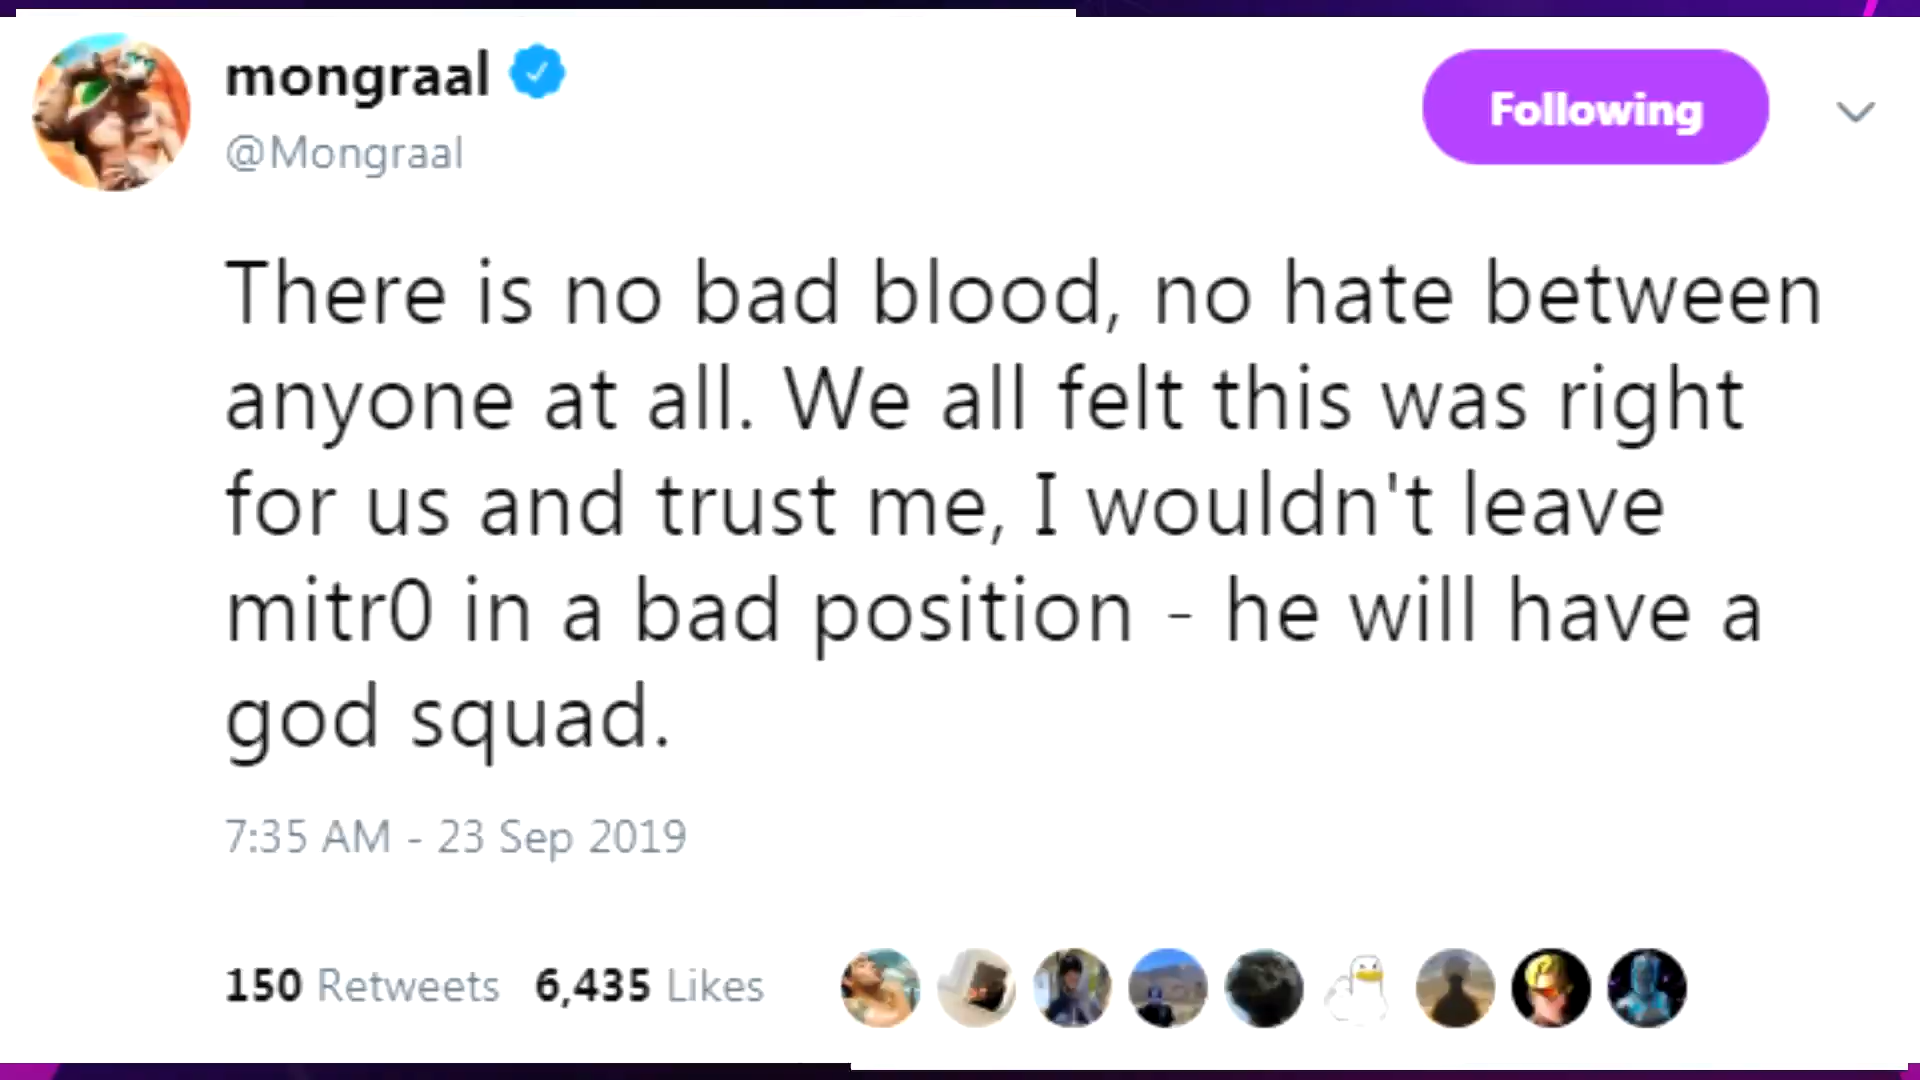 mongraal
@Mongraal
Following
There is no bad blood, no hate between
anyone at all. We all felt this was right
for us and trust me, I wouldn't leave
mitr0 in a bad position - he will have a
god squad.
7:35 AM - 23 Sep 2019
150 Retweets 6,435 Likes